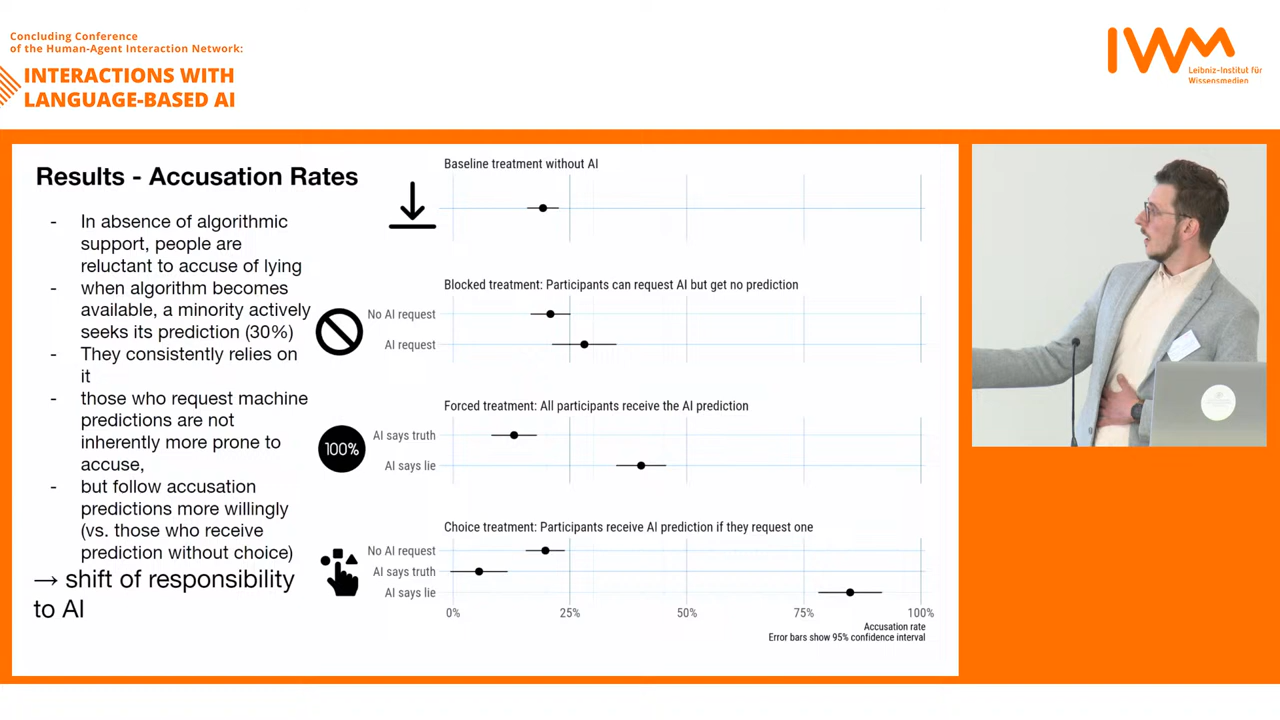 Concluding Conference
of the Human-Agent Interaction Network:
INTERACTIONS WITH
LANGUAGE-BASED AI
IWM
Leibniz-Institut für
Wissensmedien
Results - Accusation Rates
- In absence of algorithmic
support, people are
reluctant to accuse of lying
- when algorithm becomes
available, a minority actively
seeks its prediction (30%)
- They consistently relies on
it
- those who request machine
predictions are not
inherently more prone to
accuse,
- but follow accusation
predictions more willingly
(vs. those who receive
prediction without choice)
→ shift of responsibility
to AI
Baseline treatment without AI
Blocked treatment: Participants can request AI but get no prediction
No AI request
AI request
Forced treatment: All participants receive the AI prediction
100%
AI says truth
AI says lie
Choice treatment: Participants receive AI prediction if they request one
No AI request
AI says truth
AI says lie
0% 25% 50% 75% 100%
Accusation rate
Error bars show 95% confidence interval